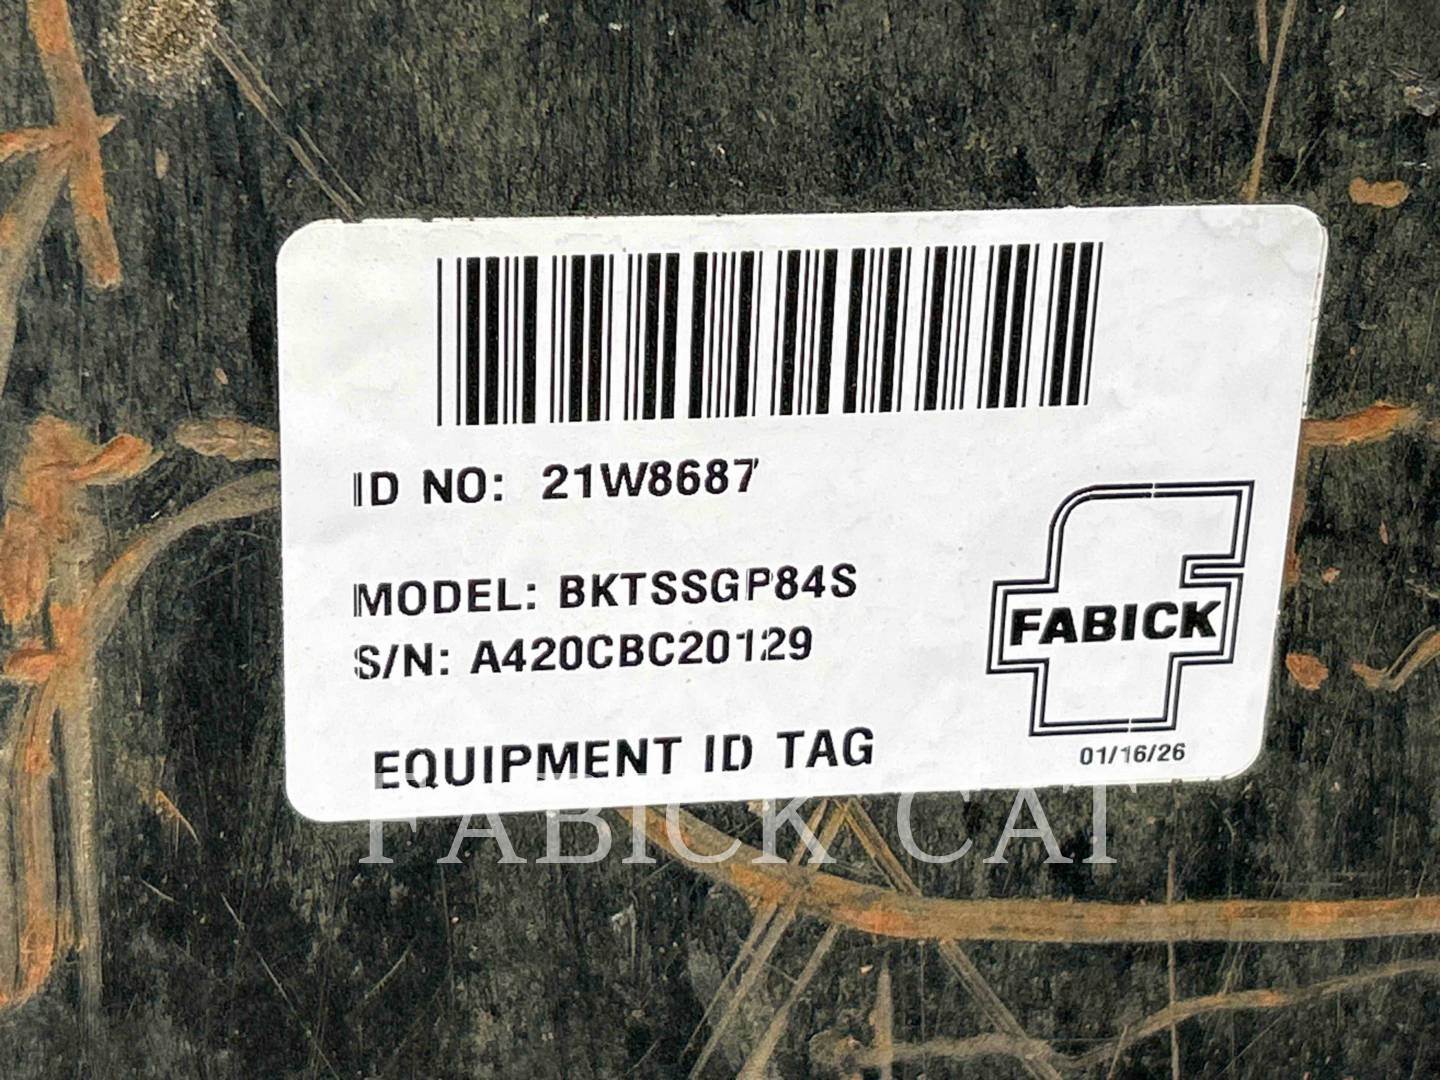 ID NO: 21W8687
MODEL: BKTSSGP84S
S/N: A420CBC20129
FABICK
EQUIPMENT ID TAG
01/16/26
FABICK CAT